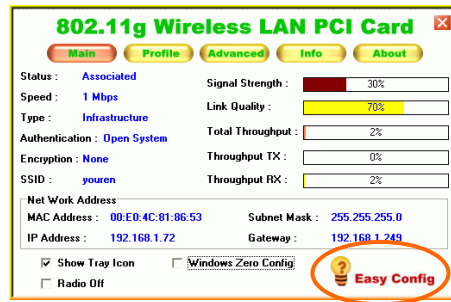 802.11g Wireless LAN PCI Card
Main Profile Advanced Info About
Status : Associated
Speed : 1 Mbps
Type : Infrastructure
Authentication : Open System
Encryption : None
SSID : youren
Signal Strength : 30%
Link Quality : 70%
Total Throughput : 2%
Throughput TX : 0%
Throughput RX : 2%
Net Work Address
MAC Address : 00:E0:4C:81:86:53 Subnet Mask : 255.255.255.0
IP Address : 192.168.1.72 Gateway : 192.168.1.249
Show Tray Icon Windows Zero Config
Radio Off
Easy Config